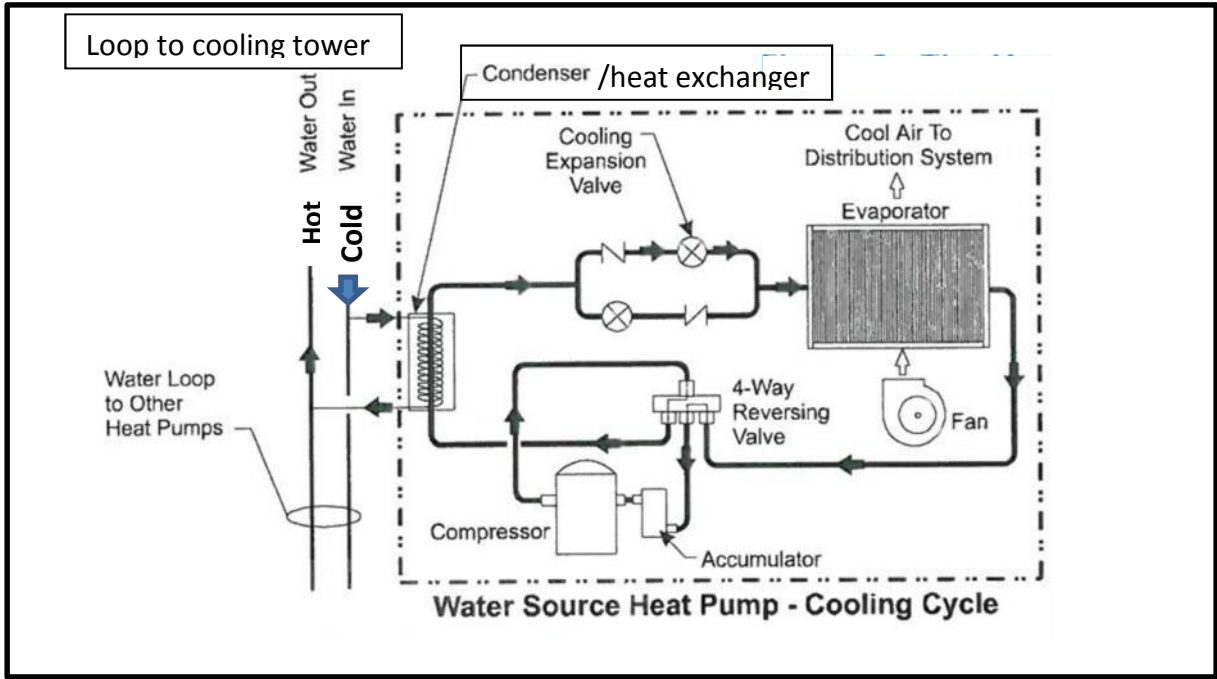 Loop to cooling tower
Condenser /heat exchanger
Water Out
Water In
Hot
Cold
Cooling
Expansion
Valve
Cool Air To
Distribution System
Evaporator
Water Loop
to Other
Heat Pumps
4-Way
Reversing
Valve
Fan
Compressor
Accumulator
Water Source Heat Pump - Cooling Cycle